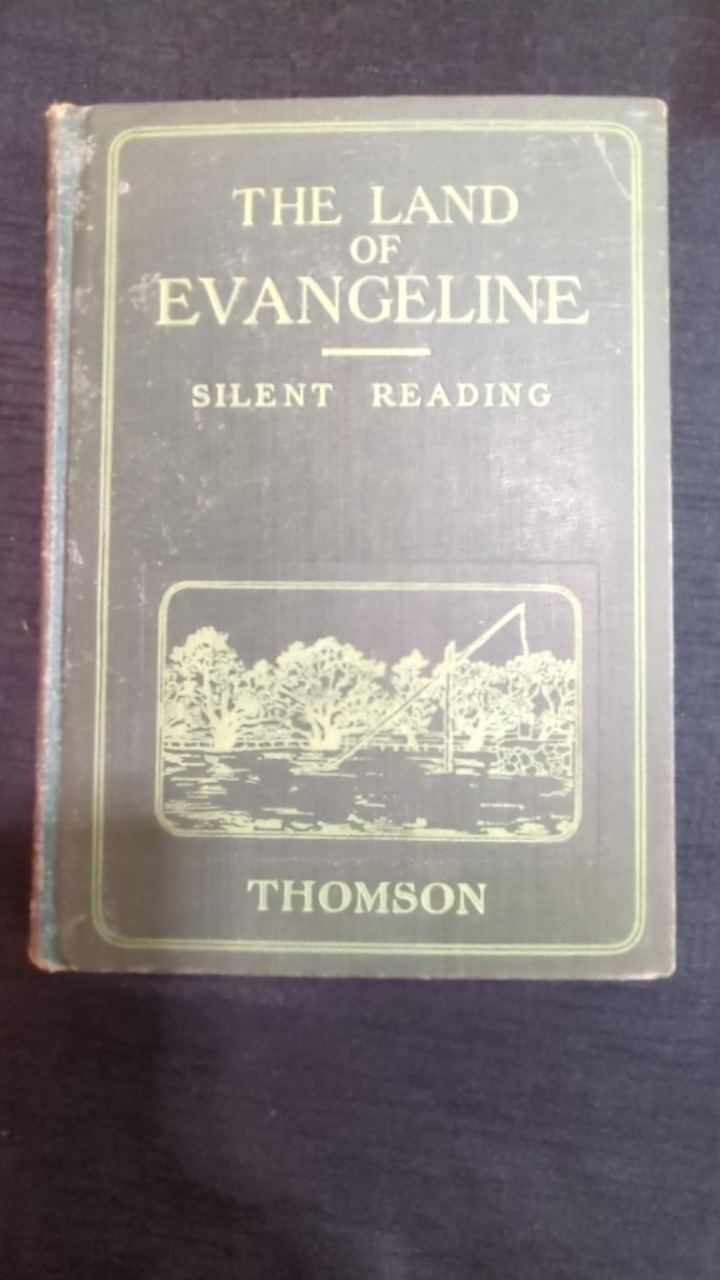 THE LAND
OF
EVANGELINE
SILENT READING
THOMSON